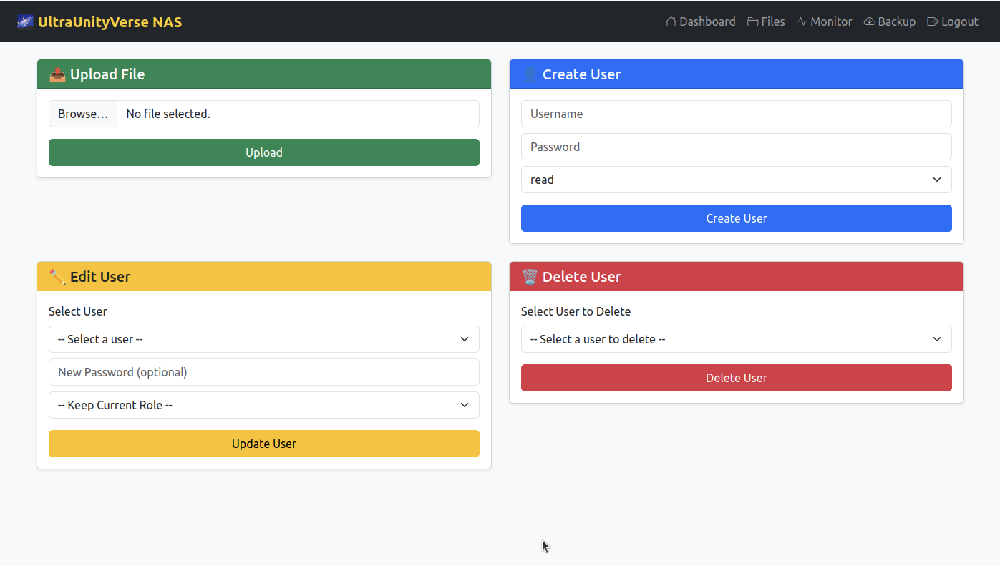 UltraUnityVerse NAS
Dashboard Files Monitor Backup Logout
Upload File
Browse... No file selected.
Upload
Create User
Username
Password
read
Create User
Edit User
Select User
-- Select a user --
New Password (optional)
-- Keep Current Role --
Update User
Delete User
Select User to Delete
-- Select a user to delete --
Delete User